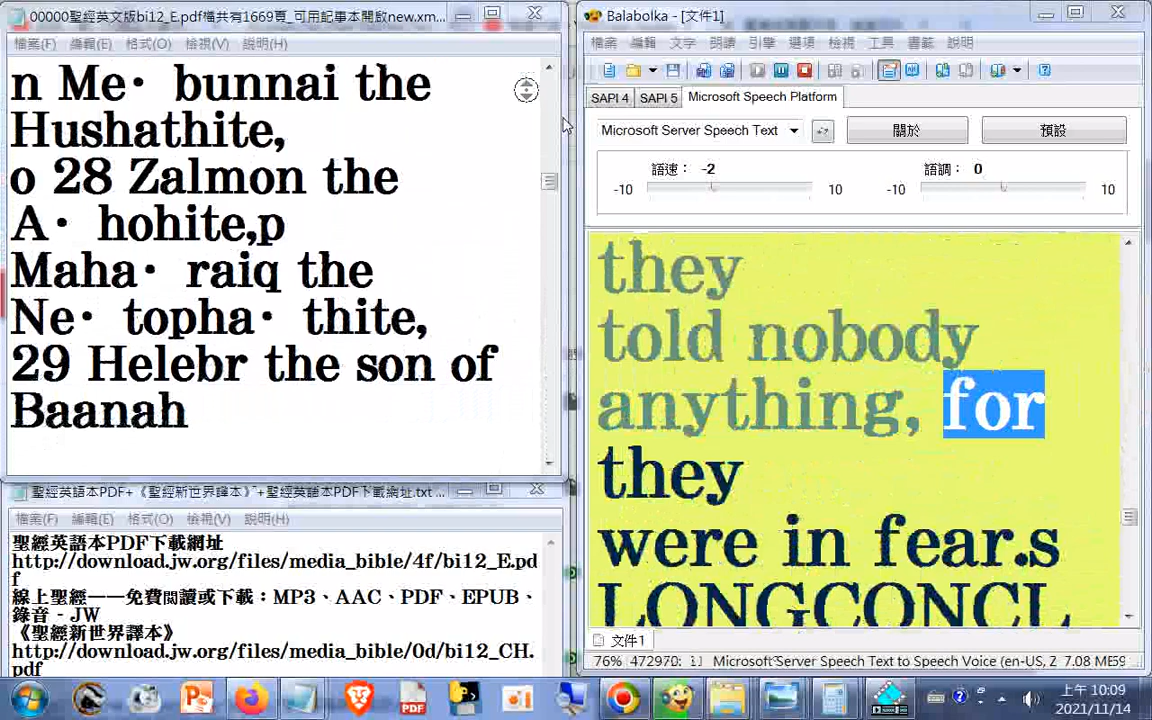 00000聖經英文版bi12_E.pdf檔共有1669頁_可用記事本開啟new.xm...
檔案(F) 編輯(E) 格式(O) 檢視(V) 說明(H)
n Me· bunnai the
Hushathite,
o 28 Zalmon the
A· hohite,p
Maha· raiq the
Ne· topha· thite,
29 Helebr the son of
Baanah
聖經英語本PDF+《聖經新世界譯本》~+聖經英語本PDF下載網址.txt ...
檔案(F) 編輯(E) 格式(O) 檢視(V) 說明(H)
聖經英語本PDF下載網址
http://download.jw.org/files/media_bible/4f/bi12_E.pd
f
線上聖經——免費閱讀或下載：MP3、AAC、PDF、EPUB、
錄音 - JW
《聖經新世界譯本》
http://download.jw.org/files/media_bible/0d/bi12_CH.
pdf
Balabolka - [文件1]
檔案 編輯 文字 朗讀 引擎 選項 檢視 工具 書籤 說明
SAPI 4 SAPI 5 Microsoft Speech Platform
Microsoft Server Speech Text 關於 預設
語速： -2 語調： 0
-10 10 -10 10
they
told nobody
anything, for
they
were in fear.s
LONGCONCL
文件1
76% 472970: 1 Microsoft Server Speech Text to Speech Voice (en-US, Z 7.08 ME59
上午 10:09
2021/11/14